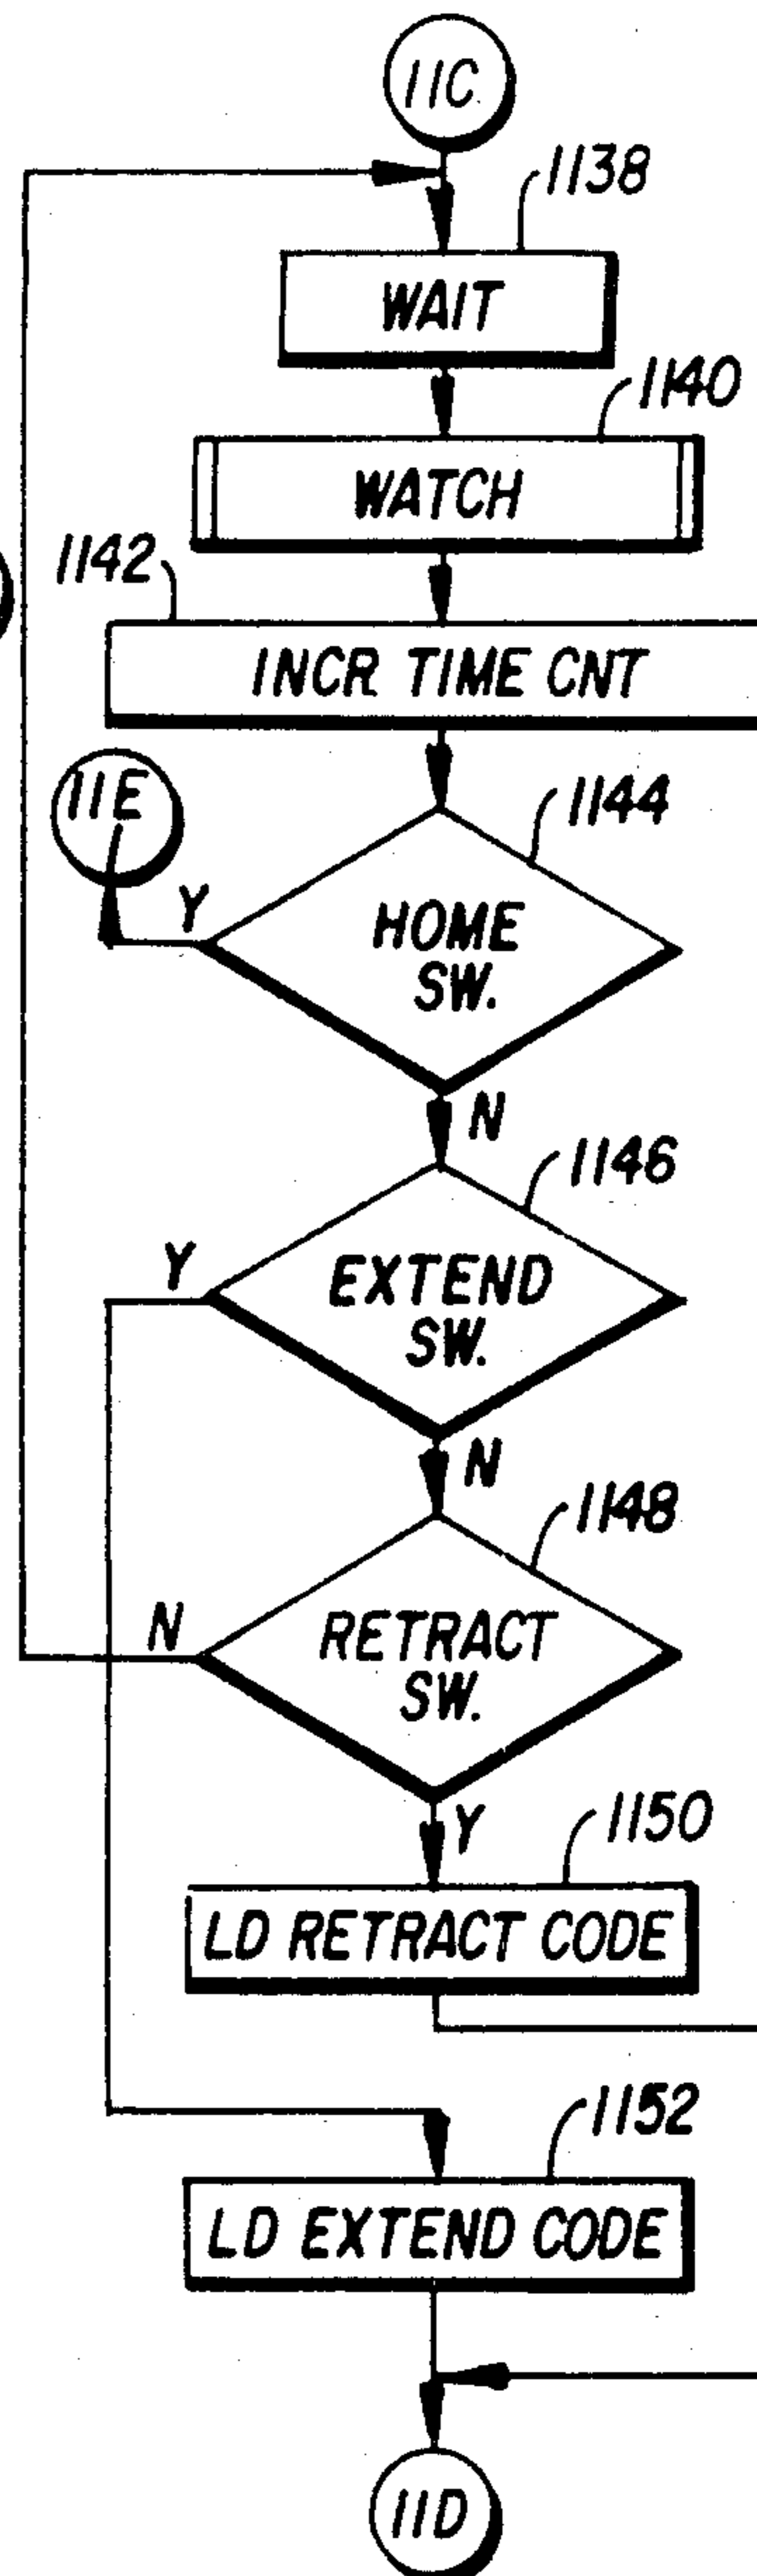 11C
1138
WAIT
1140
WATCH
1142
INCR TIME CNT
11E
1144
Y
HOME
SW.
N
1146
Y
EXTEND
SW.
N
1148
N
RETRACT
SW.
Y
1150
LD RETRACT CODE
1152
LD EXTEND CODE
11D